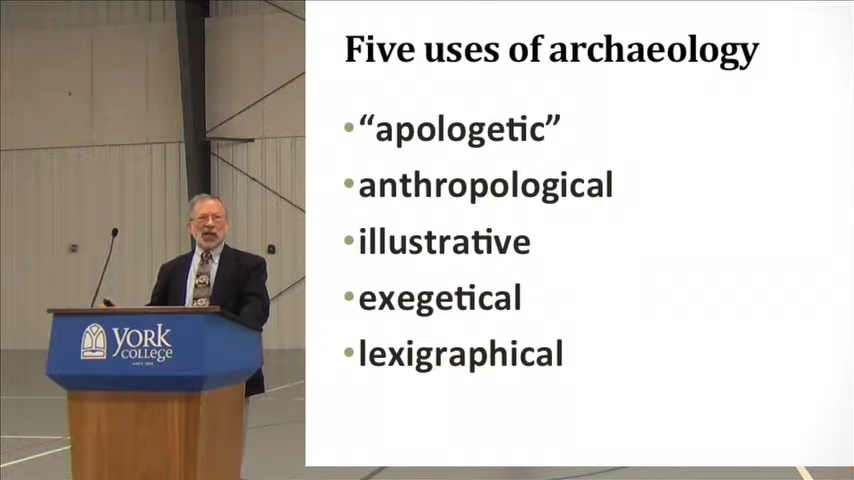 Five uses of archaeology
•“apologetic”
•anthropological
•illustrative
•exegetical
•lexigraphical
York
COLLEGE